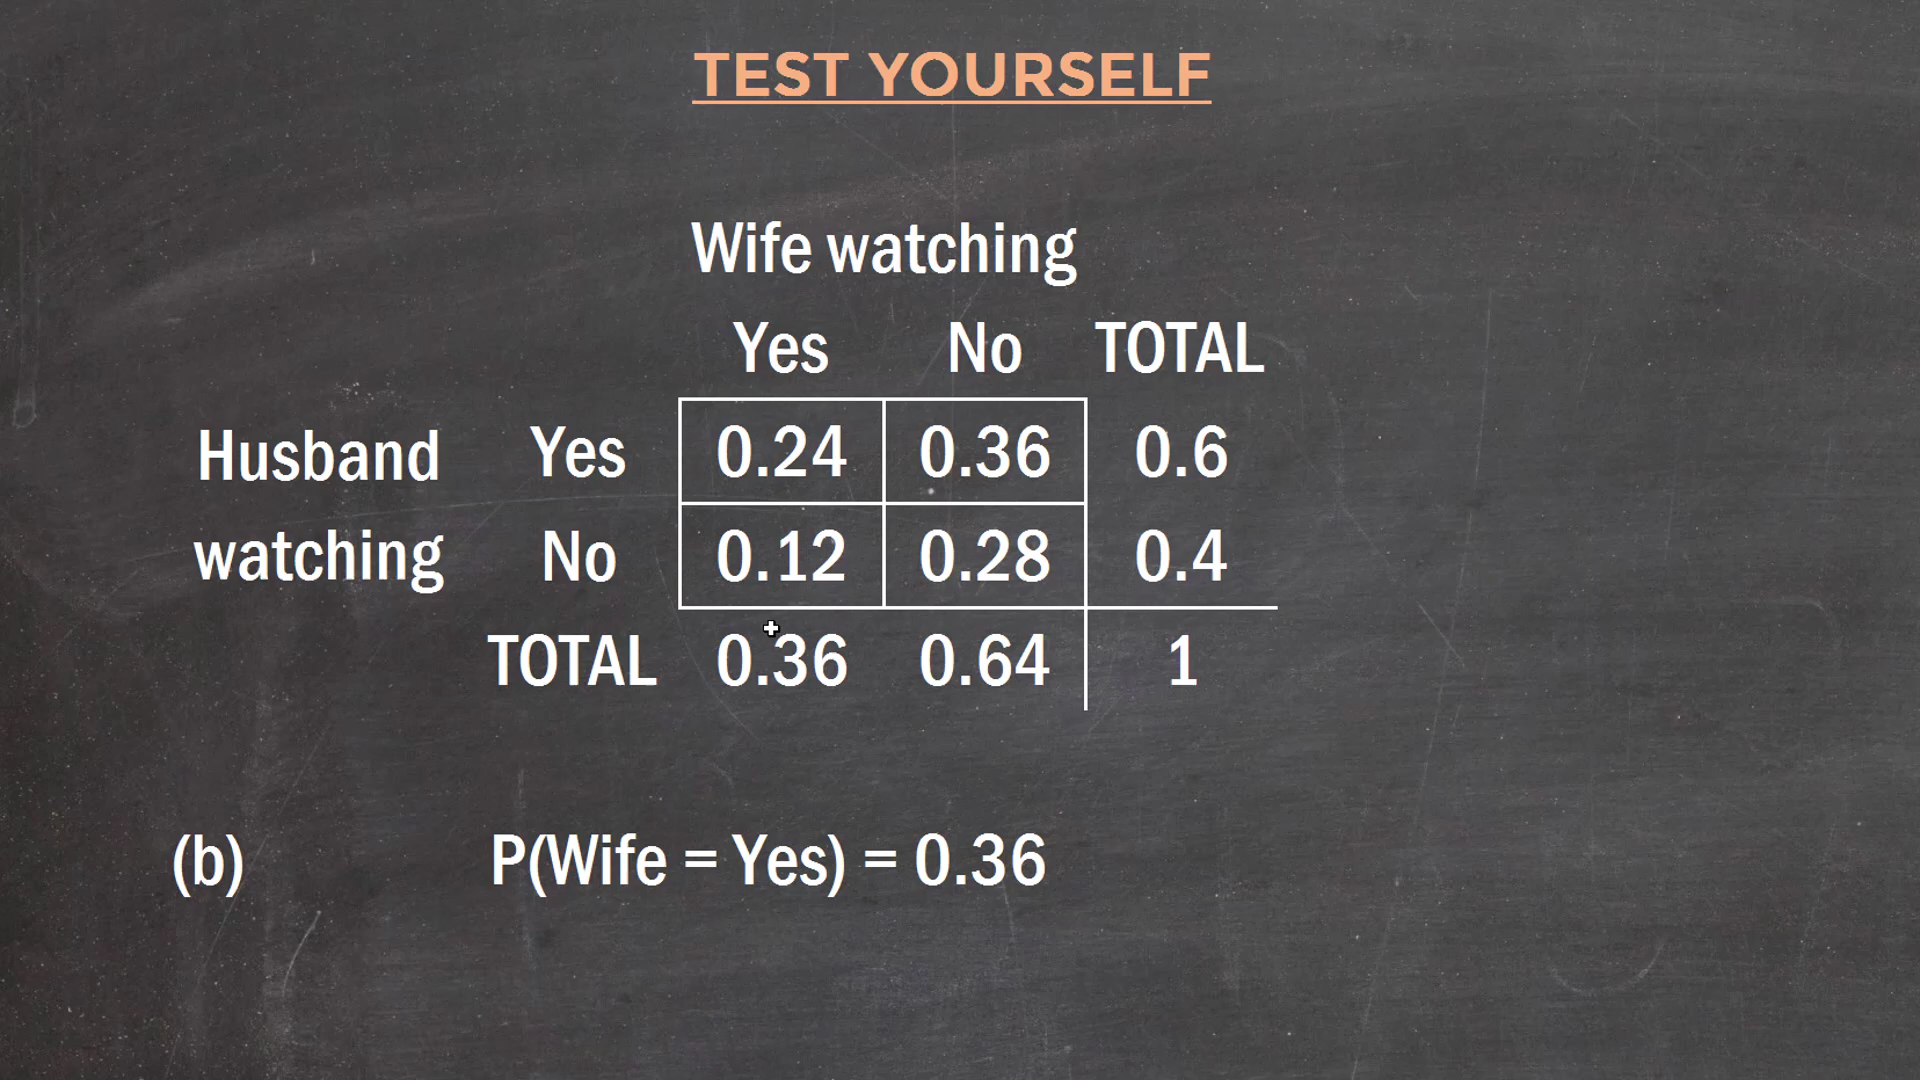 TEST YOURSELF
Wife watching
Yes No TOTAL
Husband Yes 0.24 0.36 0.6
watching No 0.12 0.28 0.4
TOTAL 0.36 0.64 1
(b) P(Wife = Yes) = 0.36